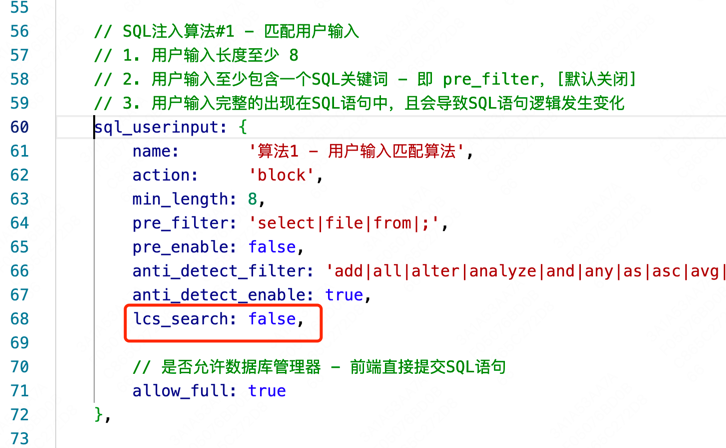 55
56 // SQL注入算法#1 - 匹配用户输入
57 // 1. 用户输入长度至少 8
58 // 2. 用户输入至少包含一个SQL关键词 - 即 pre_filter, [默认关闭]
59 // 3. 用户输入完整的出现在SQL语句中, 且会导致SQL语句逻辑发生变化
60 sql_userinput: {
61 name: '算法1 - 用户输入匹配算法',
62 action: 'block',
63 min_length: 8,
64 pre_filter: 'select|file|from|;',
65 pre_enable: false,
66 anti_detect_filter: 'add|all|alter|analyze|and|any|as|asc|avg|
67 anti_detect_enable: true,
68 lcs_search: false,
69
70 // 是否允许数据库管理器 - 前端直接提交SQL语句
71 allow_full: true
72 },
73